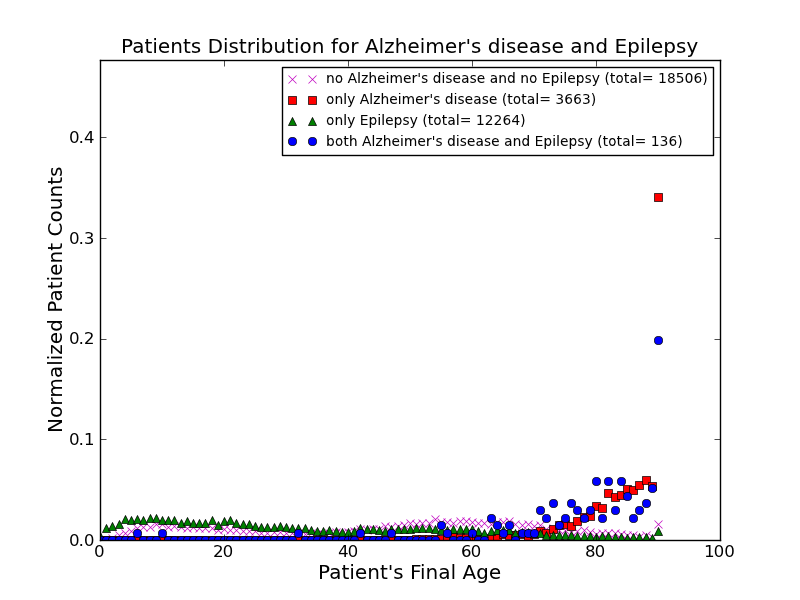 Patients Distribution for Alzheimer's disease and Epilepsy
no Alzheimer's disease and no Epilepsy (total= 18506)
only Alzheimer's disease (total= 3663)
only Epilepsy (total= 12264)
both Alzheimer's disease and Epilepsy (total= 136)
Normalized Patient Counts
0.4
0.3
0.2
0.1
0.0
0 20 40 60 80 100
Patient's Final Age